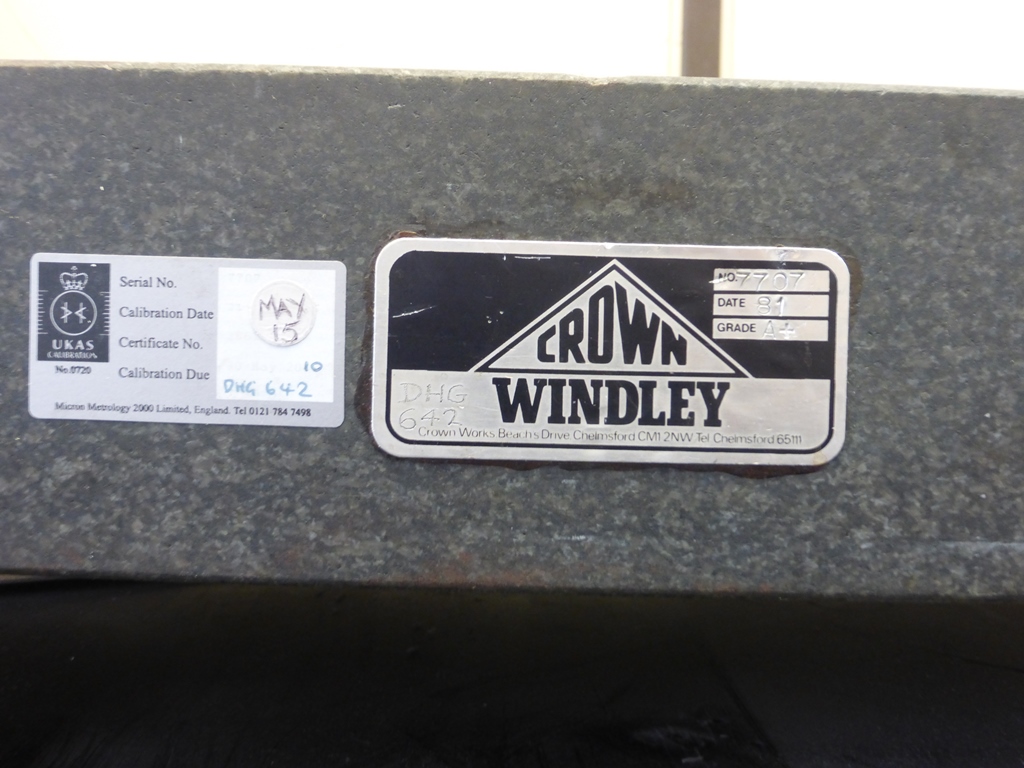 UKAS
CALIBRATION
No.0720
Serial No.
Calibration Date
Certificate No.
Calibration Due
MAY
15
10
DHG 642
Micron Metrology 2000 Limited, England. Tel 0121 784 7498
CROWN
WINDLEY
NO. 7707
DATE 81
GRADE A+
DHG
642
Crown Works Beach's Drive Chelmsford CM1 2NW Tel Chelmsford 65111